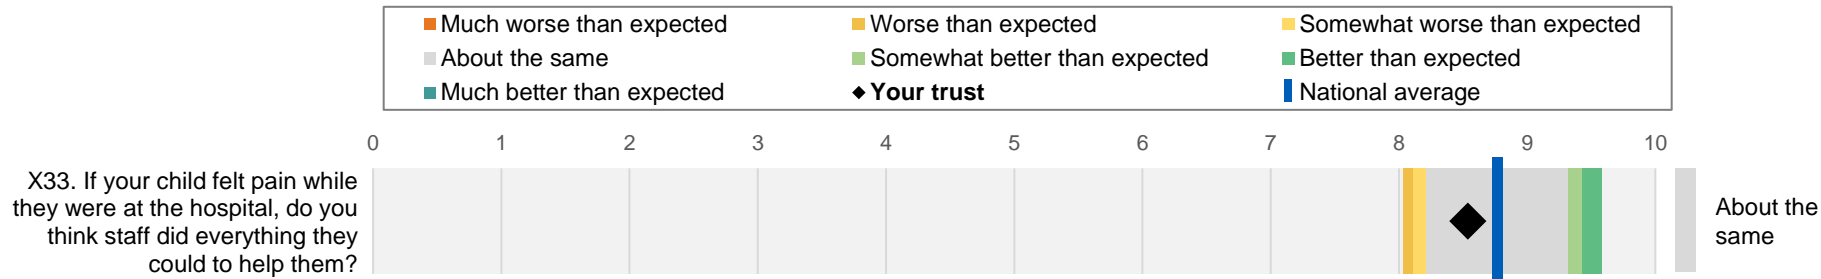 Much worse than expected
Worse than expected
Somewhat worse than expected
About the same
Somewhat better than expected
Better than expected
Much better than expected
Your trust
National average
0 1 2 3 4 5 6 7 8 9 10
X33. If your child felt pain while
they were at the hospital, do you
think staff did everything they
could to help them?
About the
same